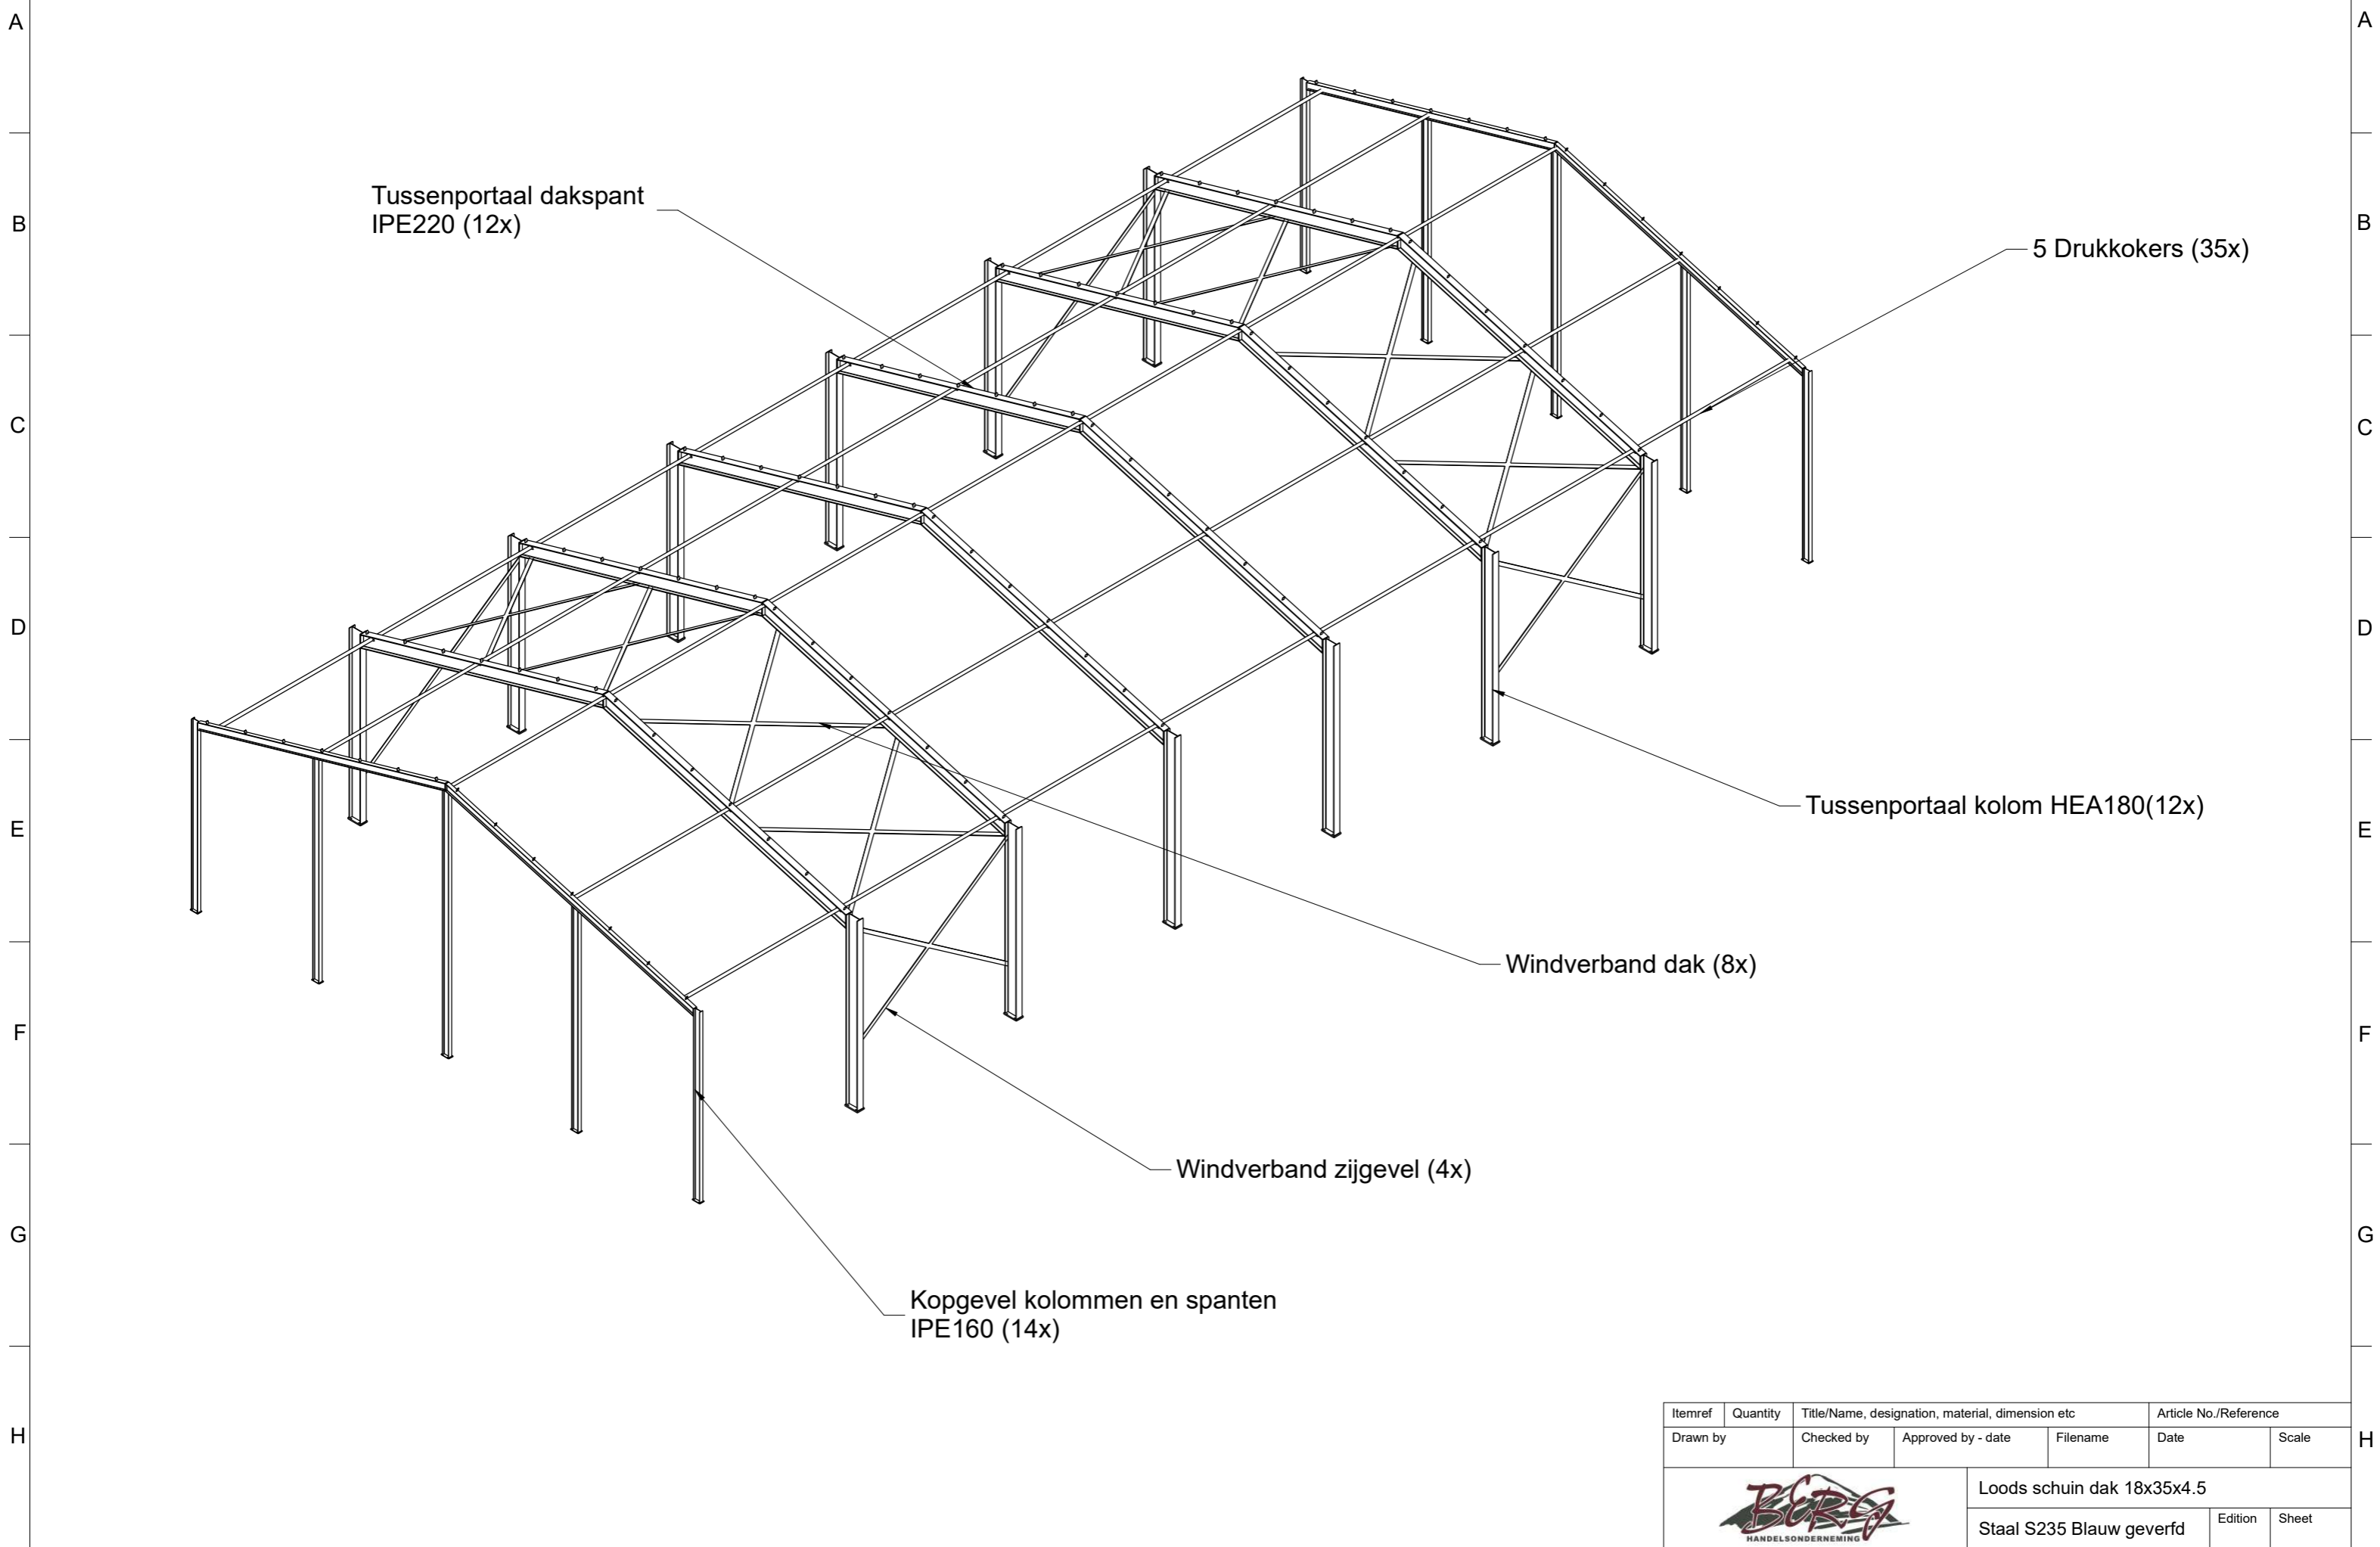 A
A
Tussenportaal dakspant
IPE220 (12x)
B
B
5 Drukkokers (35x)
C
C
D
D
Tussenportaal kolom HEA180(12x)
E
E
Windverband dak (8x)
F
F
Windverband zijgevel (4x)
G
G
Kopgevel kolommen en spanten
IPE160 (14x)
H
H
Itemref Quantity Title/Name, designation, material, dimension etc Article No./Reference
Drawn by Checked by Approved by - date Filename Date Scale
BERG
HANDELSONDERNEMING
Loods schuin dak 18x35x4.5
Staal S235 Blauw geverfd Edition Sheet